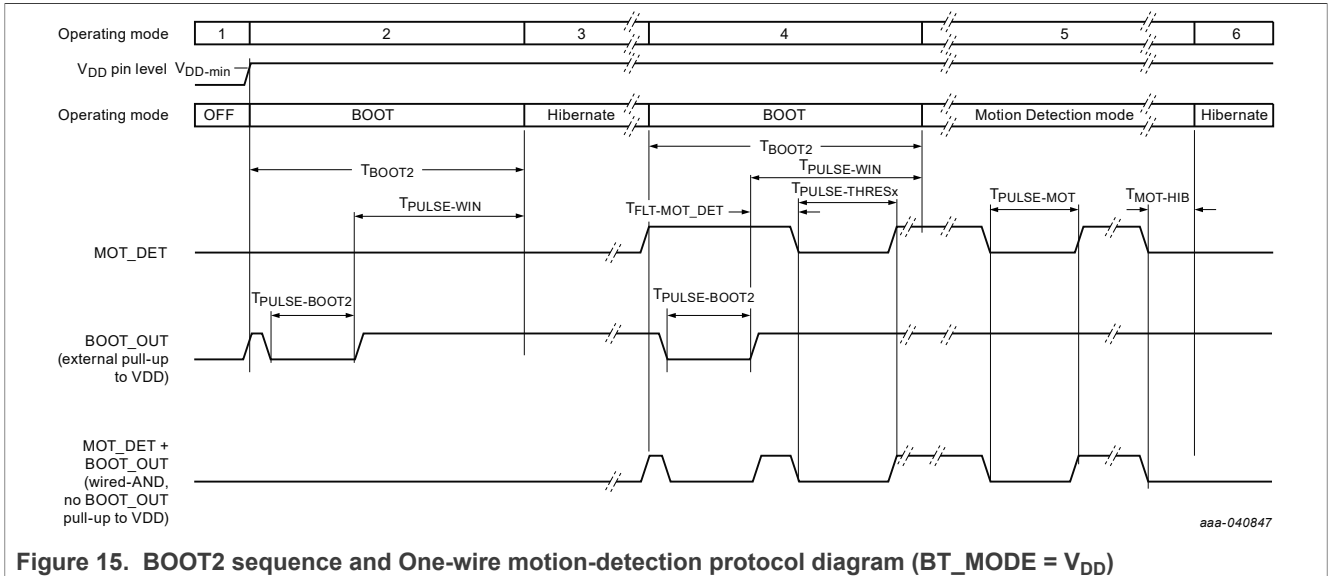 Operating mode 1 2 3 4 5 6
VDD pin level VDD-min
Operating mode OFF BOOT Hibernate BOOT Motion Detection mode Hibernate
TBOOT2 TBOOT2
TPULSE-WIN TPULSE-WIN
TFLT-MOT_DET TPULSE-THRESx TPULSE-MOT TMOT-HIB
MOT_DET
TPULSE-BOOT2 TPULSE-BOOT2
BOOT_OUT
(external pull-up
to VDD)
MOT_DET +
BOOT_OUT
(wired-AND,
no BOOT_OUT
pull-up to VDD)
aaa-040847
Figure 15. BOOT2 sequence and One-wire motion-detection protocol diagram (BT_MODE = VDD)